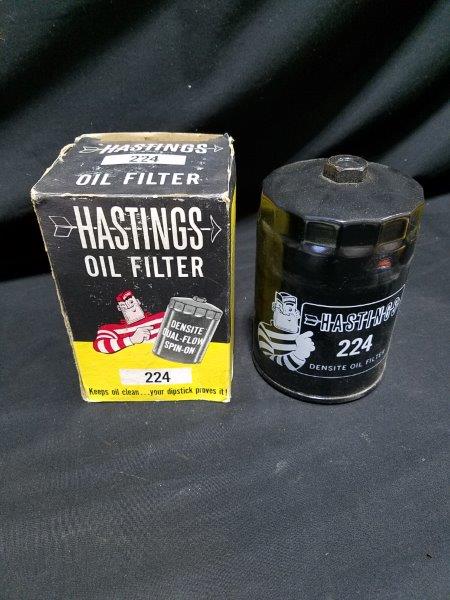 HASTINGS
224
OIL FILTER
HASTINGS
OIL FILTER
DENSITE
DUAL-FLOW
SPIN-ON
224
Keeps oil clean...your dipstick proves it!
HASTINGS
224
DENSITE OIL FILTER